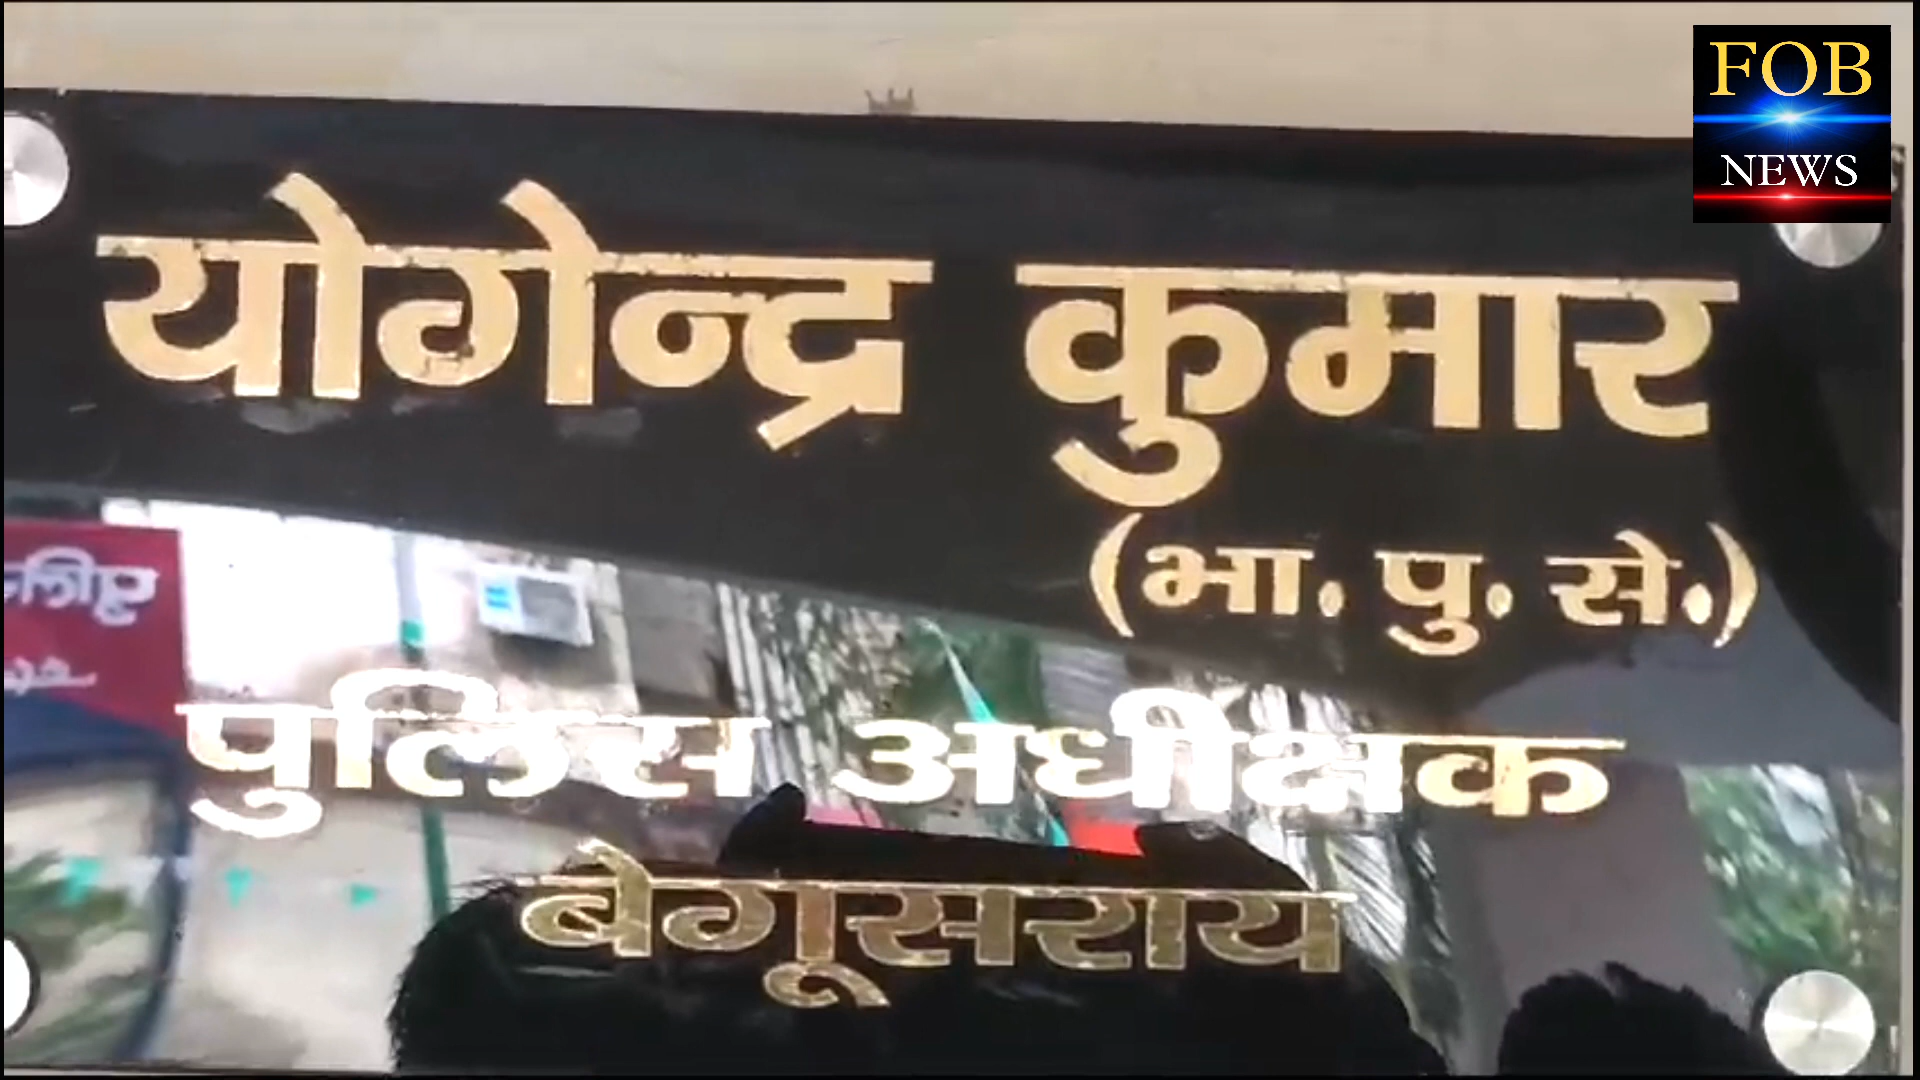 FOB
NEWS
योगेन्द्र कुमार
(भा. पु. से.)
पुलिस अधीक्षक
बेगूसराय